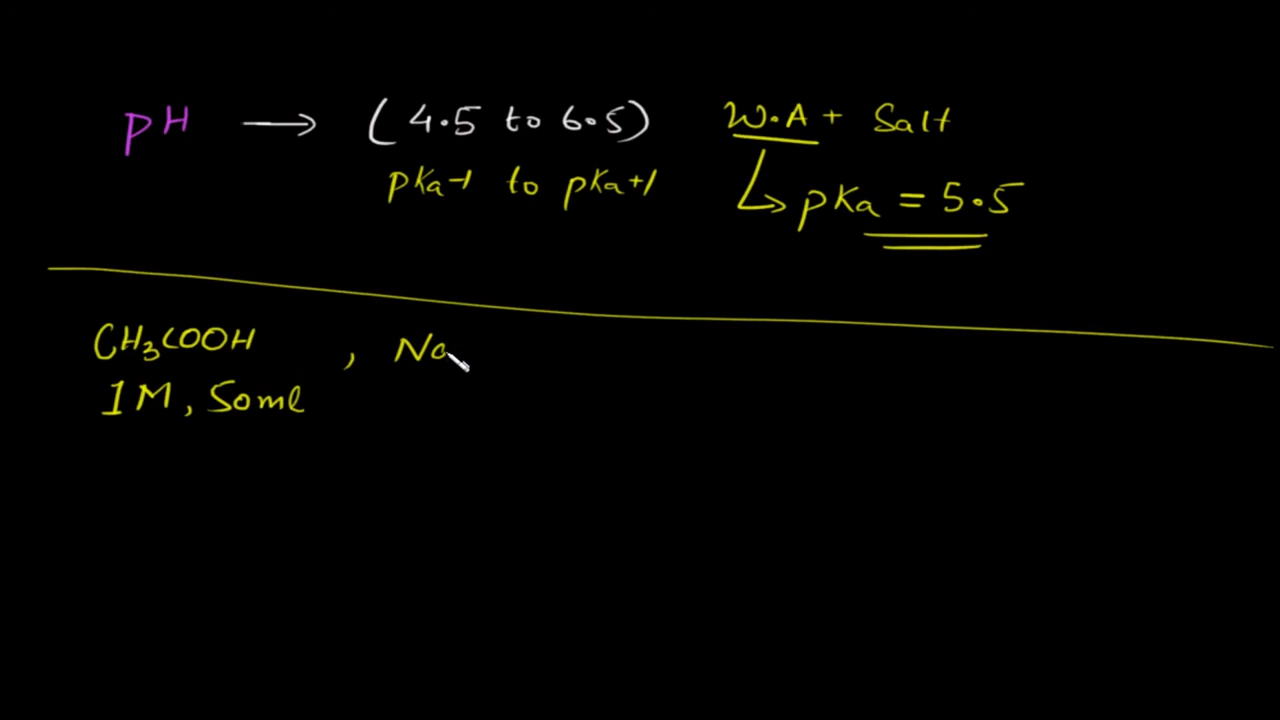 pH → (4.5 to 6.5) W.A + Salt
pKa-1 to pKa+1 ↳ pKa = 5.5
CH₃COOH , Na
1M, 50ml